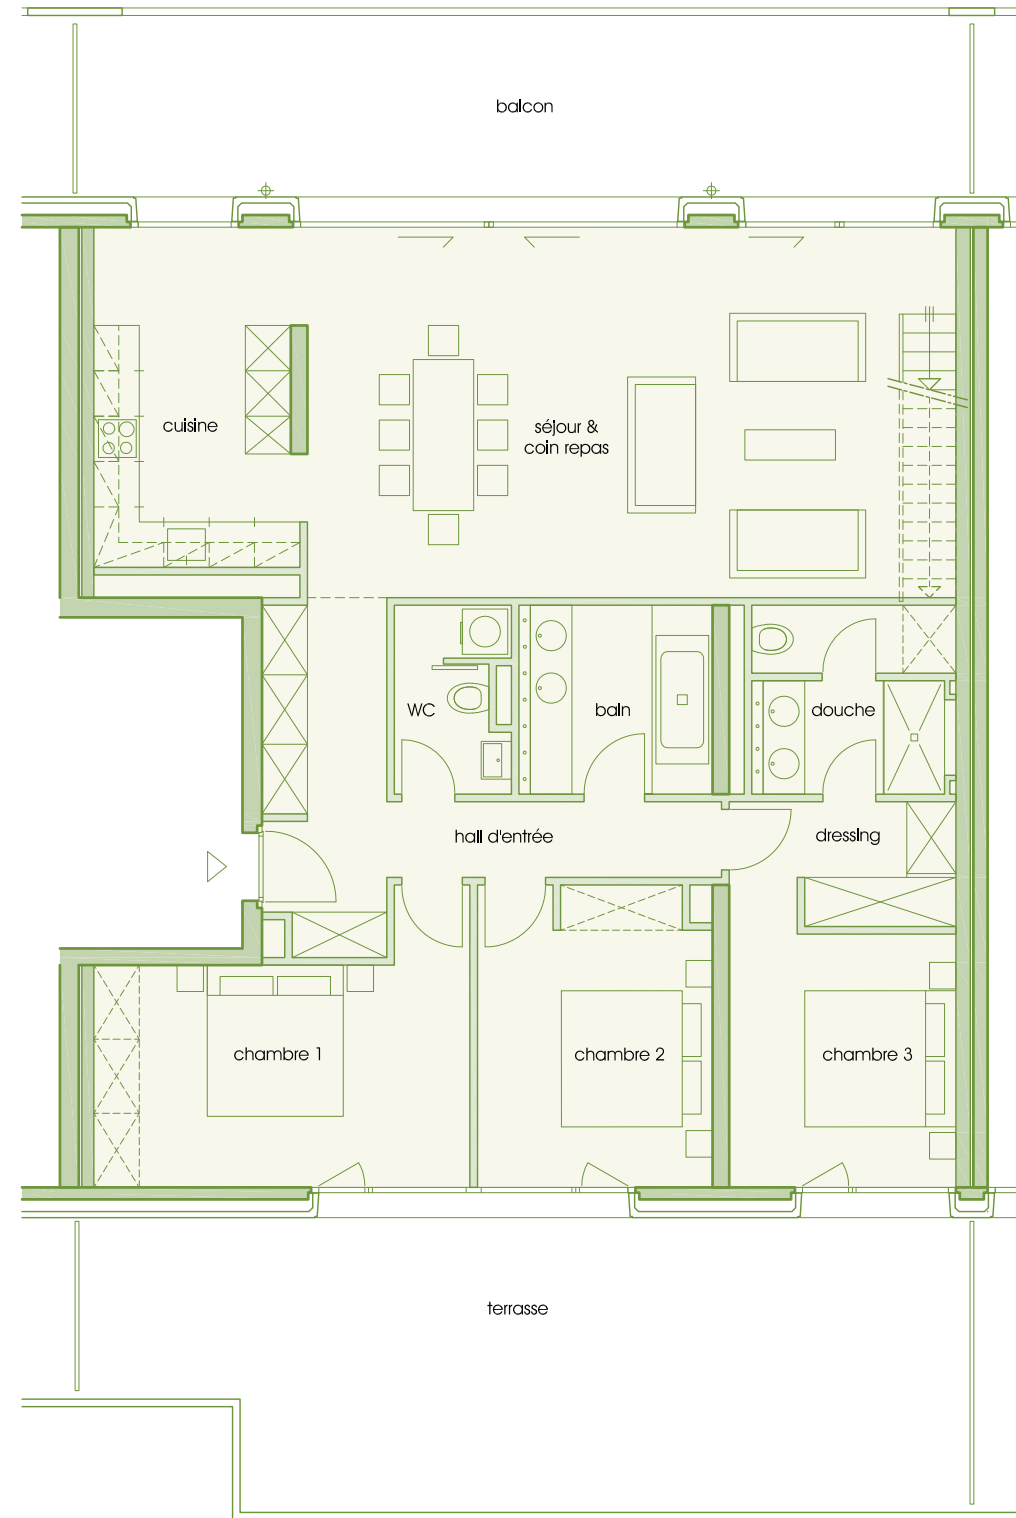 balcon
cuisine
séjour &
coin repas
WC
bain
douche
hall d'entrée
dressing
chambre 1
chambre 2
chambre 3
terrasse